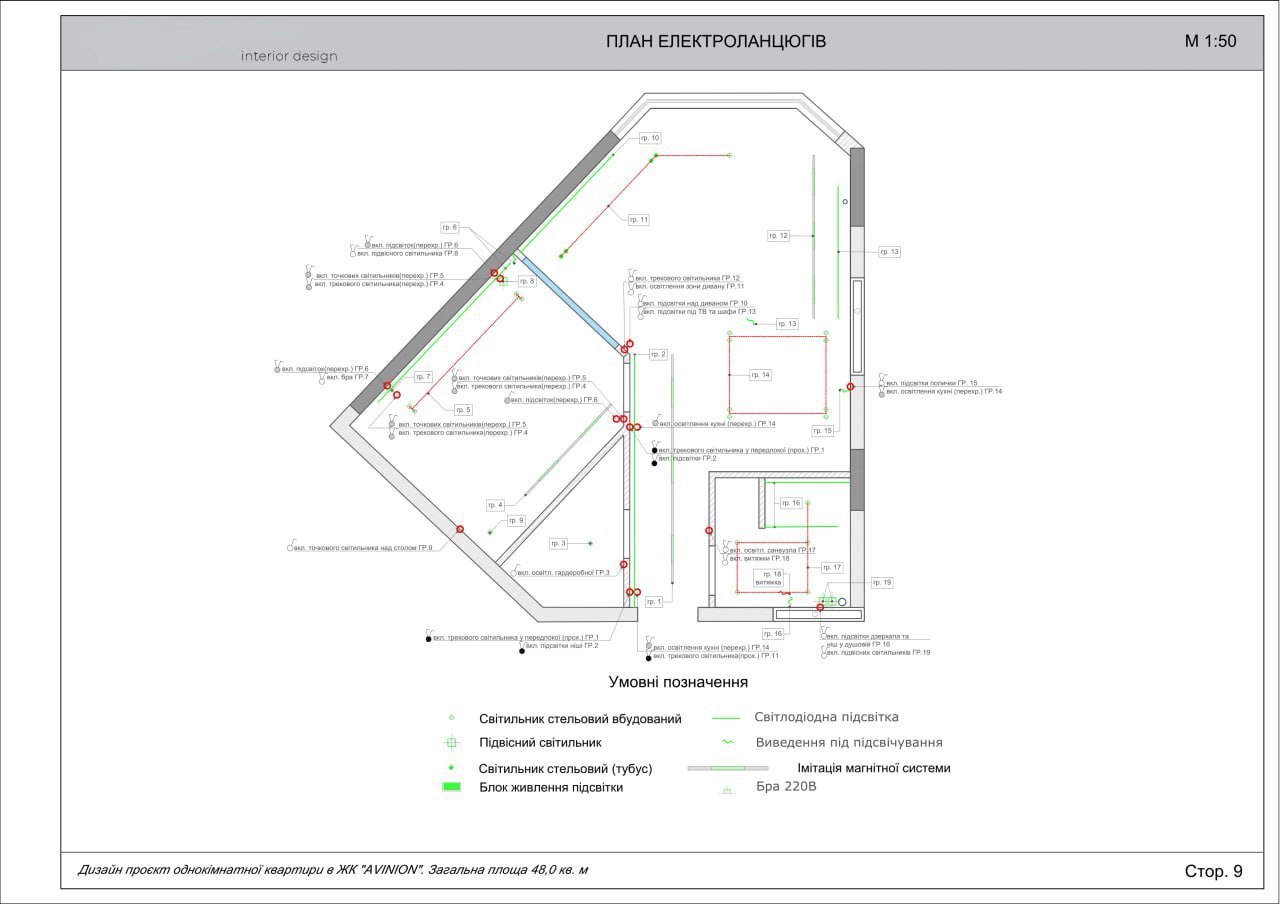 interior design
ПЛАН ЕЛЕКТРОЛАНЦЮГІВ
М 1:50
гр. 10
гр. 11
гр. 6
вкл. підсвіток(перехр.) ГР.6
вкл. підвісного світильника ГР.8
гр. 12
гр. 13
вкл. точкових світильників(перехр.) ГР.5
вкл. трекового світильника(перехр.) ГР.4
гр. 8
вкл. трекового світильника ГР.12
вкл. освітлення зони дивану ГР.11
вкл. підсвітки над диваном ГР.10
вкл. підсвітки під ТВ та шафи ГР.13
гр. 13
гр. 2
вкл. підсвіток(перехр.) ГР.6
вкл. бра ГР.7
гр. 7
вкл. точкових світильників(перехр.) ГР.5
вкл. трекового світильника(перехр.) ГР.4
гр. 14
вкл. підсвітки полички ГР. 15
вкл. освітлення кухні (перехр.) ГР.14
вкл. підсвіток(перехр.) ГР.6
гр. 5
вкл. точкових світильників(перехр.) ГР.5
вкл. трекового світильника(перехр.) ГР.4
вкл. освітлення кухні (перехр.) ГР.14
гр. 15
вкл. трекового світильника у передпокої (прох.) ГР.1
вкл. підсвітки ГР.2
гр. 4
гр. 16
гр. 9
гр. 3
вкл. точкового світильника над столом ГР.9
вкл. освітл. санвузла ГР.17
вкл. витяжки ГР.18
вкл. освітл. гардеробної ГР.3
гр. 17
гр. 18
витяжка
гр. 19
гр. 1
вкл. трекового світильника у передпокої (прох.) ГР.1
вкл. підсвітки ніші ГР.2
гр. 16
вкл. освітлення кухні (перехр.) ГР.14
вкл. трекового світильника(прох.) ГР.11
вкл. підсвітки дзеркала та
ніш у душовій ГР.16
вкл. підвісних світильників ГР.19
Умовні позначення
Світильник стельовий вбудований
Світлодіодна підсвітка
Підвісний світильник
Виведення під підсвічування
Світильник стельовий (тубус)
Імітація магнітної системи
Блок живлення підсвітки
Бра 220В
Дизайн проєкт однокімнатної квартири в ЖК "AVINION". Загальна площа 48,0 кв. м
Стор. 9